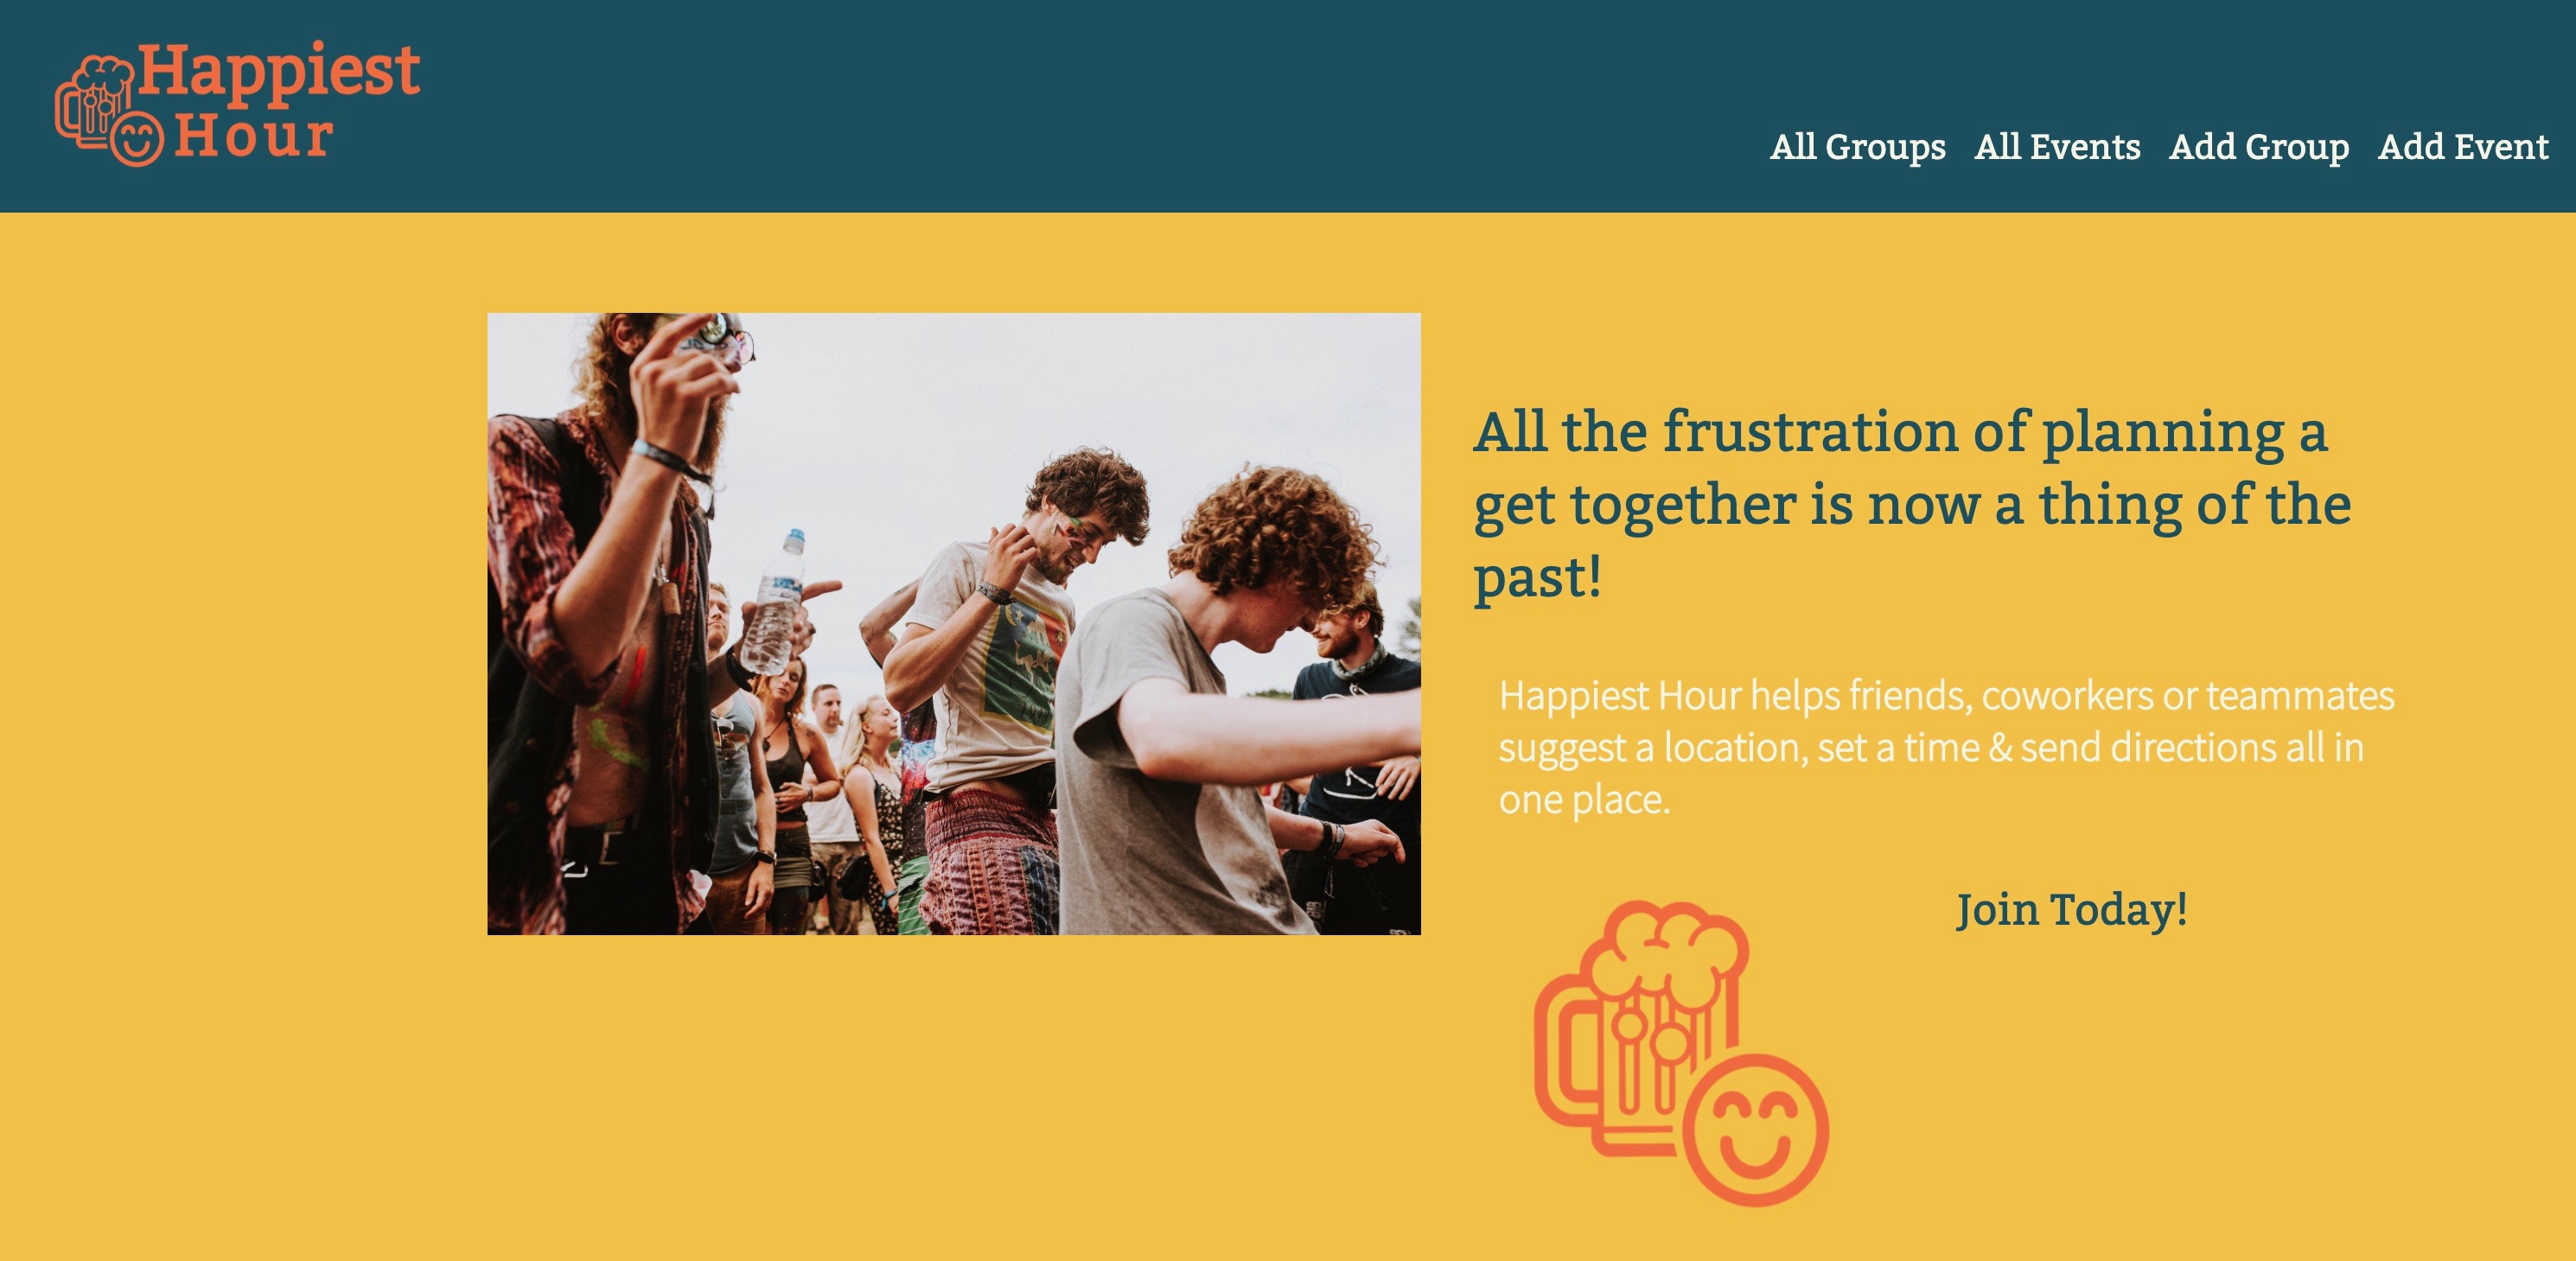 Happiest
Hour
All Groups All Events Add Group Add Event
All the frustration of planning a
get together is now a thing of the
past!
Happiest Hour helps friends, coworkers or teammates
suggest a location, set a time & send directions all in
one place.
Join Today!